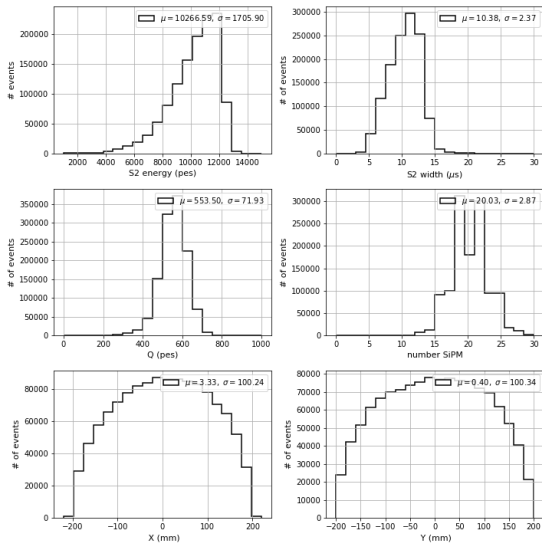 μ = 10266.59, σ = 1705.90
# events
200000
150000
100000
50000
0
2000 4000 6000 8000 10000 12000 14000
S2 energy (pes)
μ = 10.38, σ = 2.37
# of events
300000
250000
200000
150000
100000
50000
0
0 5 10 15 20 25 30
S2 width (μs)
μ = 553.50, σ = 71.93
# of events
350000
300000
250000
200000
150000
100000
50000
0
0 200 400 600 800 1000
Q (pes)
μ = 20.03, σ = 2.87
# of events
300000
250000
200000
150000
100000
50000
0
0 5 10 15 20 25 30
number SiPM
μ = 3.33, σ = 100.24
# of events
80000
60000
40000
20000
0
−200 −100 0 100 200
X (mm)
μ = 0.40, σ = 100.34
# of events
80000
70000
60000
50000
40000
30000
20000
10000
0
−200 −150 −100 −50 0 50 100 150 200
Y (mm)